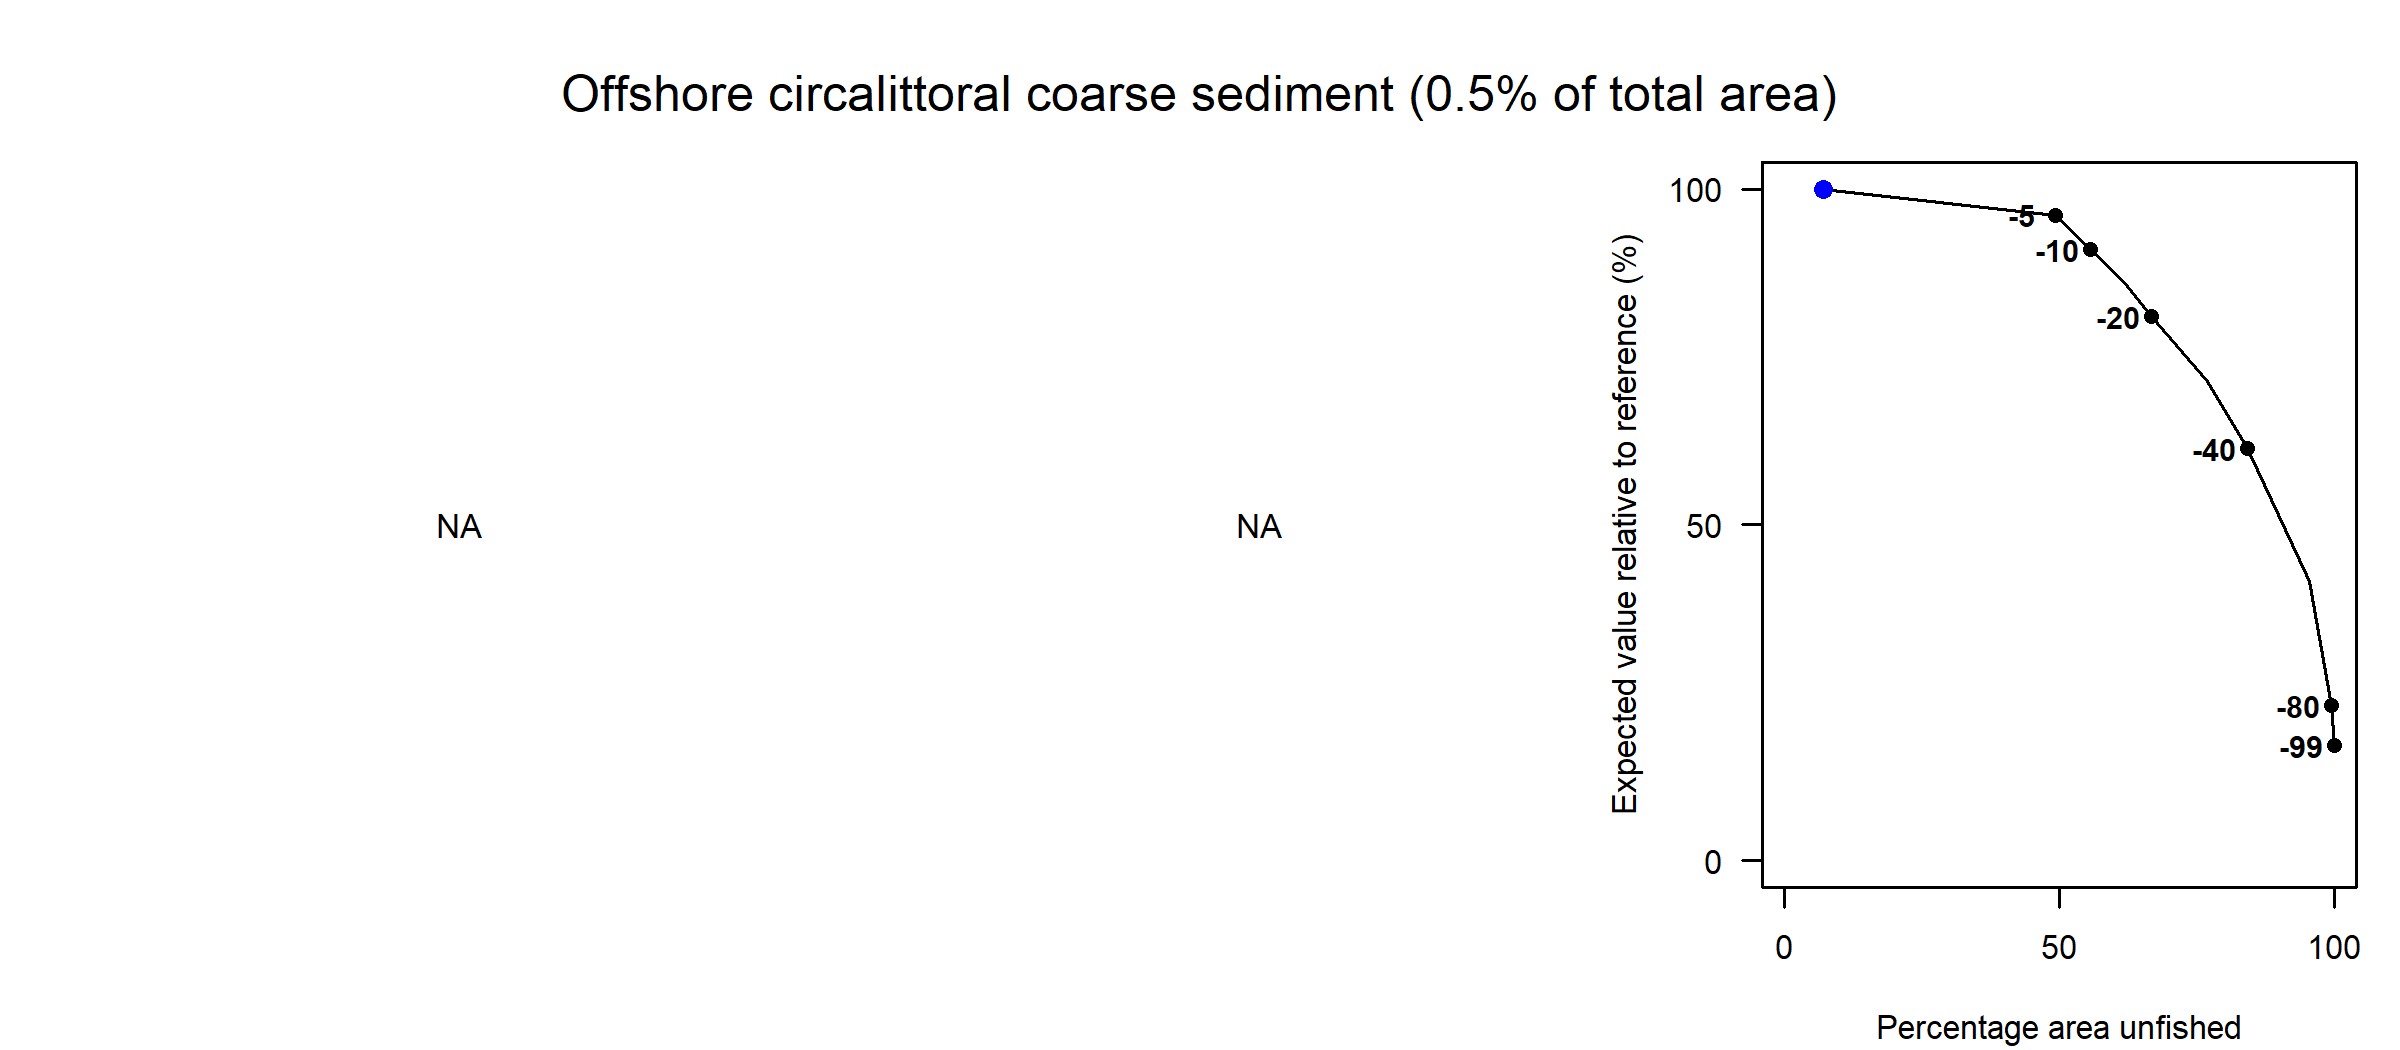 Offshore circalittoral coarse sediment (0.5% of total area)
NA
NA
Expected value relative to reference (%)
100
50
0
-5
-10
-20
-40
-80
-99
0 50 100
Percentage area unfished